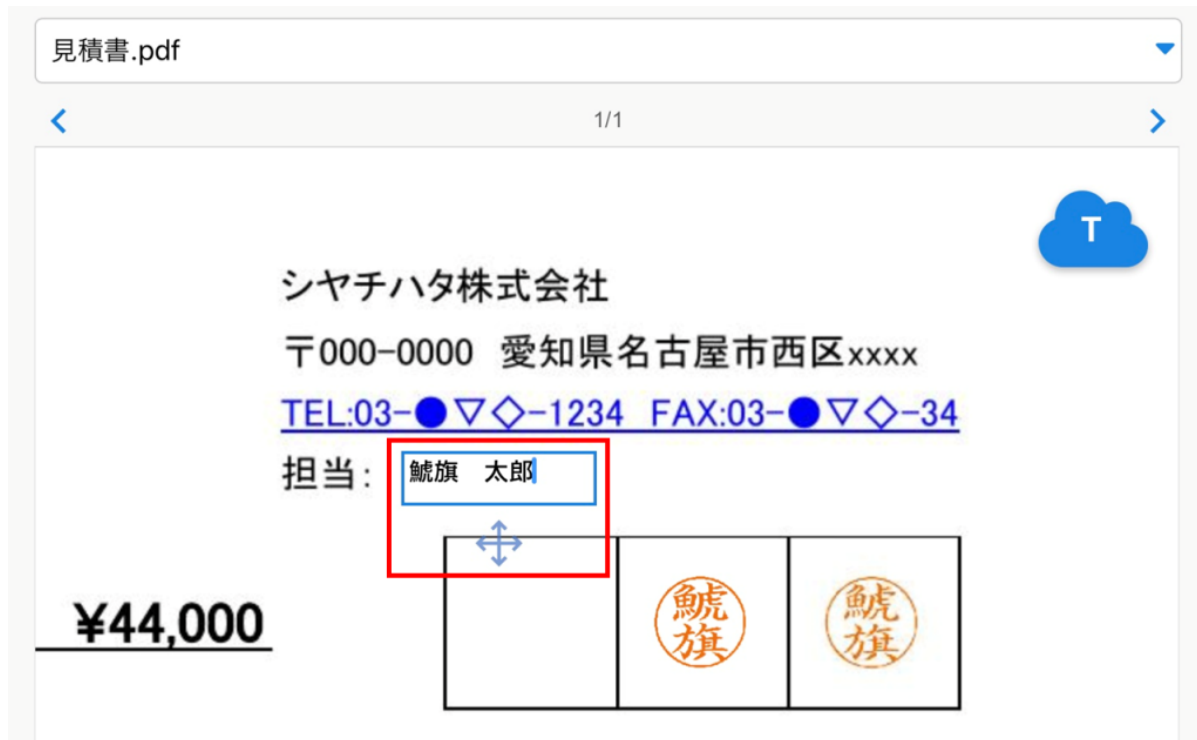 見積書.pdf
1/1
T
シヤチハタ株式会社
〒000-0000 愛知県名古屋市西区xxxx
TEL:03-●▽◇-1234 FAX:03-●▽◇-34
担当: 鯱旗 太郎
¥44,000
鯱旗 鯱旗